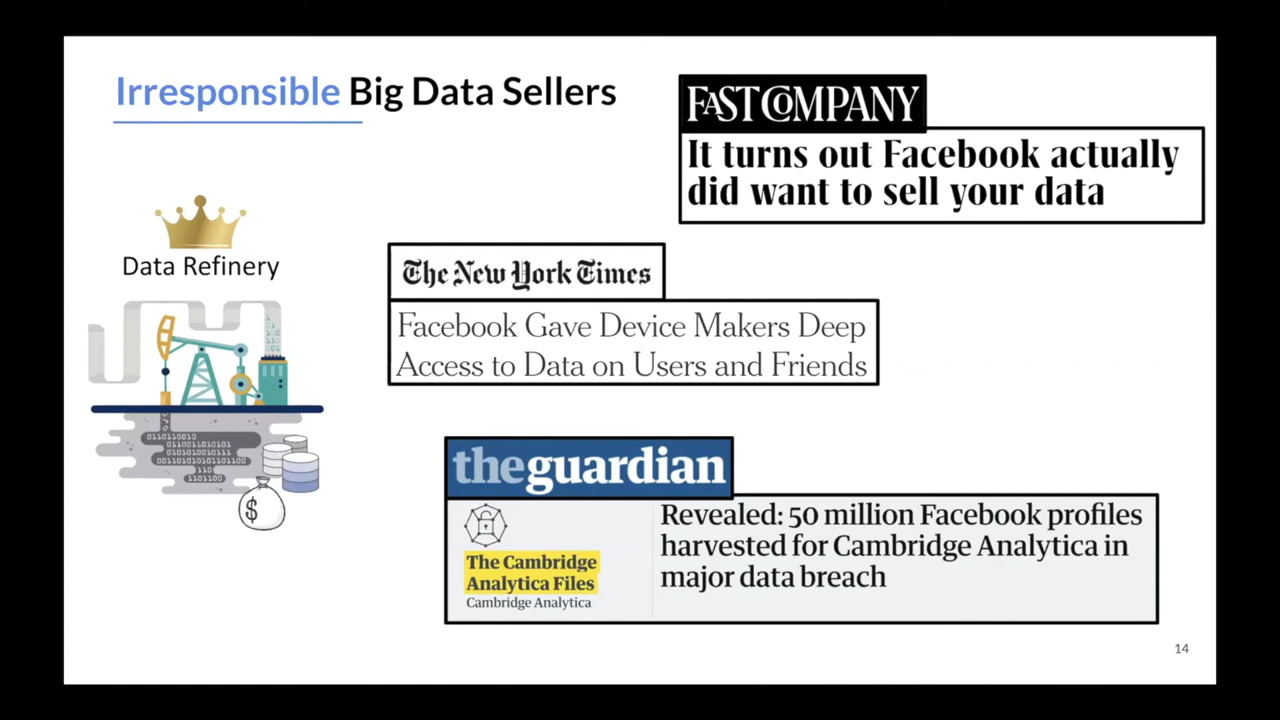 Irresponsible Big Data Sellers
FAST COMPANY
It turns out Facebook actually
did want to sell your data
Data Refinery
The New York Times
Facebook Gave Device Makers Deep
Access to Data on Users and Friends
$
theguardian
The Cambridge
Analytica Files
Cambridge Analytica
Revealed: 50 million Facebook profiles
harvested for Cambridge Analytica in
major data breach
14